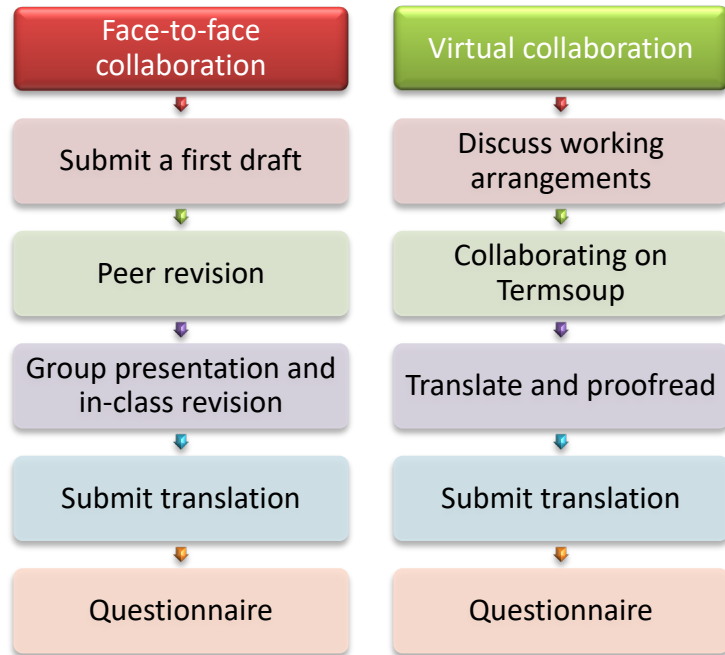 Face-to-face
collaboration
Submit a first draft
Peer revision
Group presentation and
in-class revision
Submit translation
Questionnaire
Virtual collaboration
Discuss working
arrangements
Collaborating on
Termsoup
Translate and proofread
Submit translation
Questionnaire